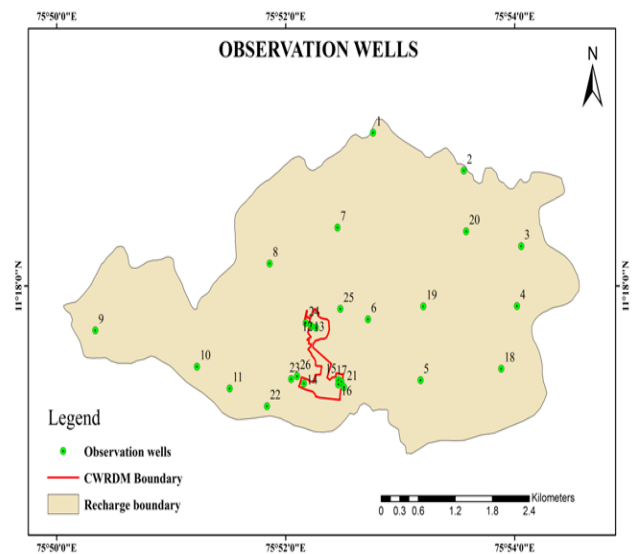 75°50'0"E 75°52'0"E 75°54'0"E
OBSERVATION WELLS
N
1
2
20
7
3
8
11°18'0"N 11°18'0"N
24 25 19 4
6
9 12 13
10 18
23 26 15 17 21 5
11 14 16
22
Legend
Observation wells
CWRDM Boundary
Recharge boundary
Kilometers
0 0.3 0.6 1.2 1.8 2.4
75°50'0"E 75°52'0"E 75°54'0"E